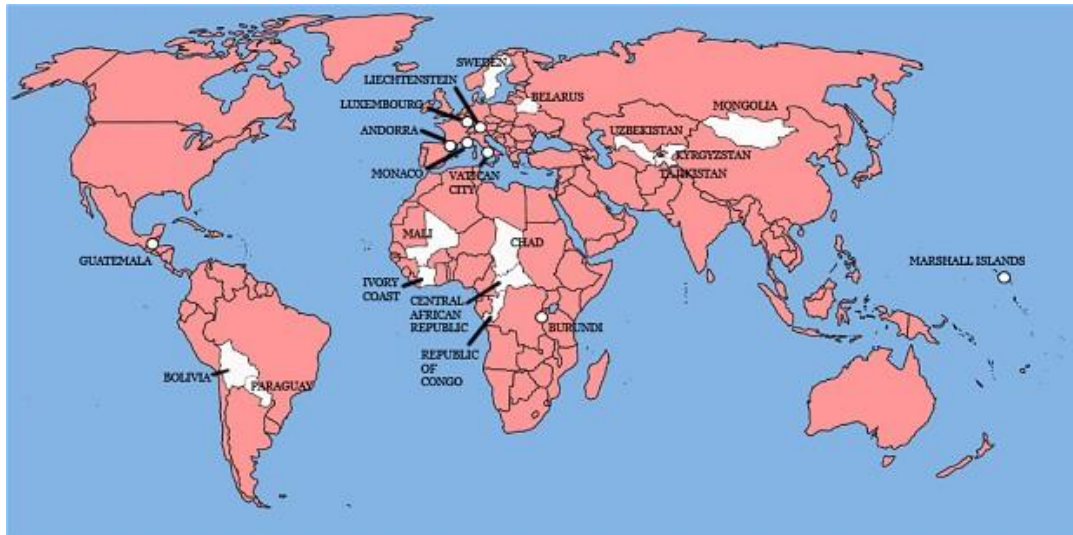 SWEDEN
LIECHTENSTEIN
LUXEMBOURG
BELARUS
MONGOLIA
ANDORRA
UZBEKISTAN
KYRGYZSTAN
MONACO
VATICAN
CITY
TAJIKISTAN
MALI
CHAD
GUATEMALA
MARSHALL ISLANDS
IVORY
COAST
CENTRAL
AFRICAN
REPUBLIC
BURUNDI
REPUBLIC
OF
CONGO
BOLIVIA
PARAGUAY